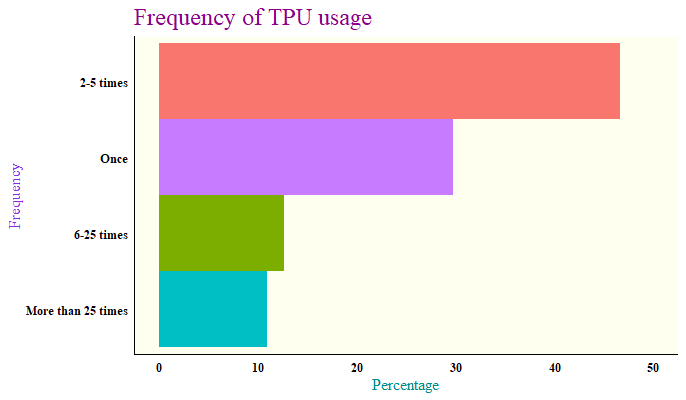 Frequency of TPU usage
Frequency
2-5 times
Once
6-25 times
More than 25 times
0 10 20 30 40 50
Percentage